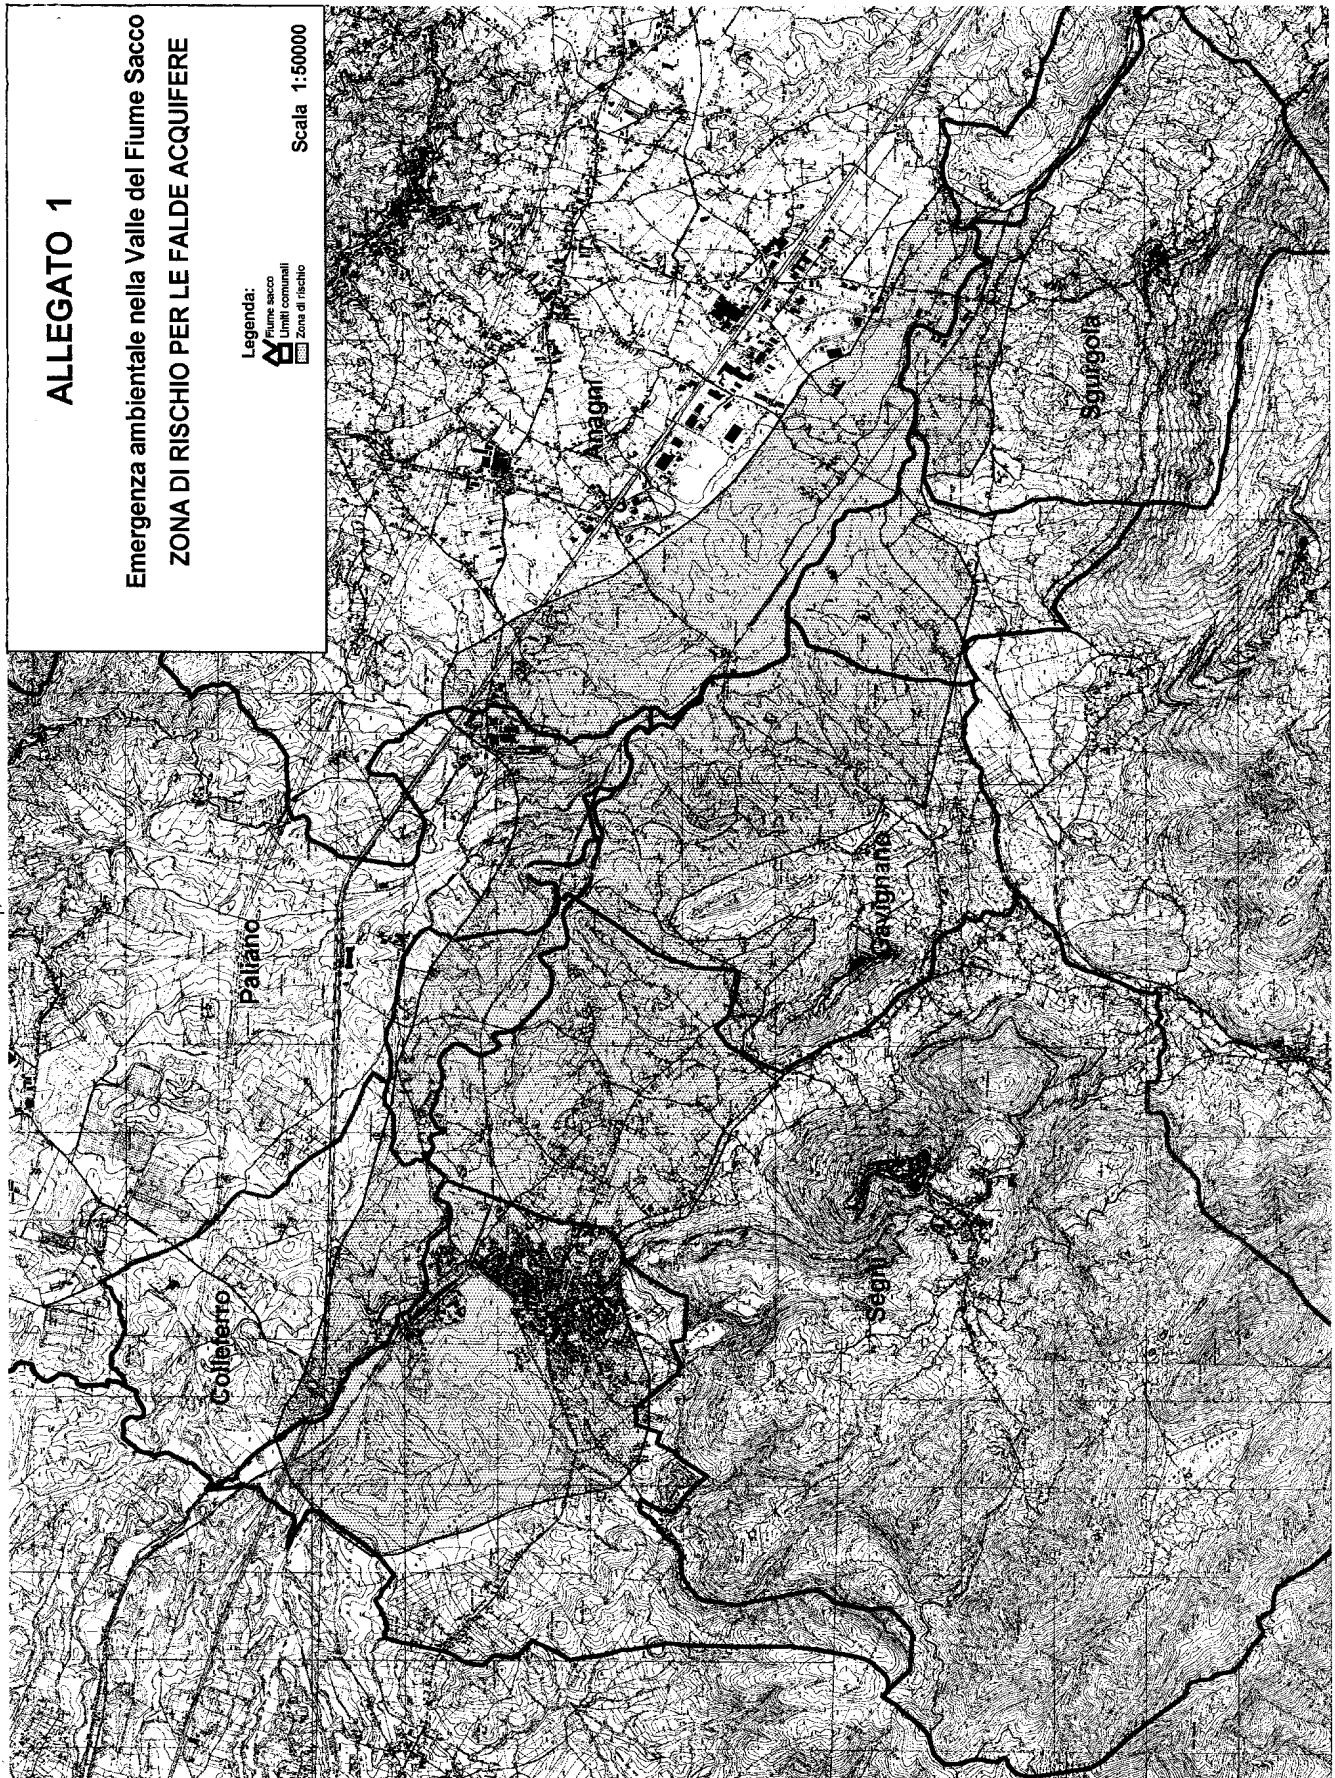 ALLEGATO 1
Emergenza ambientale nella Valle del Fiume Sacco
ZONA DI RISCHIO PER LE FALDE ACQUIFERE
Legenda:
Fiume sacco
Limiti comunali
Zona di rischio
Scala 1:50000
Colleferro
Paliano
Anagni
Segni
Gavignano
Sgurgola